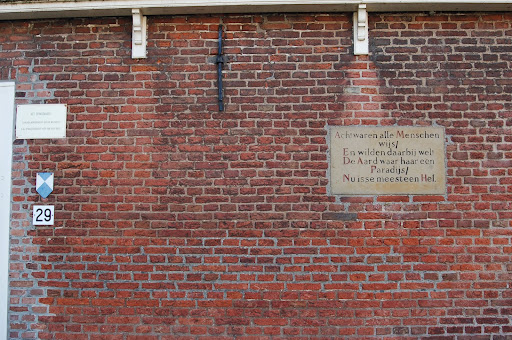 29
Ach waren alle Menschen
wijs/
En wilden daarbij wel!
De Aard waar haar een
Paradijs/
Nu isse meest een Hel.